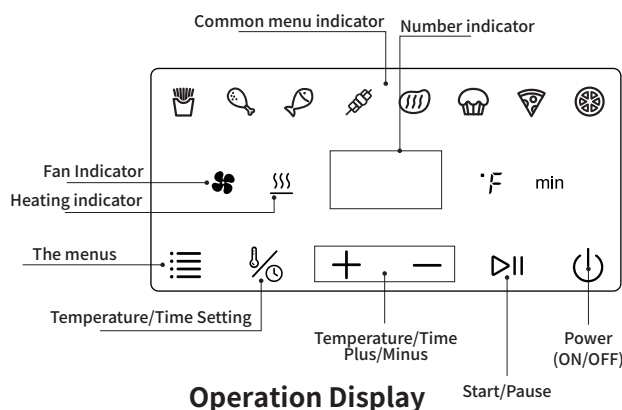 Common menu indicator
Number indicator
Fan Indicator
Heating indicator
°F
min
The menus
Temperature/Time Setting
Temperature/Time
Plus/Minus
Start/Pause
Power
(ON/OFF)
Operation Display